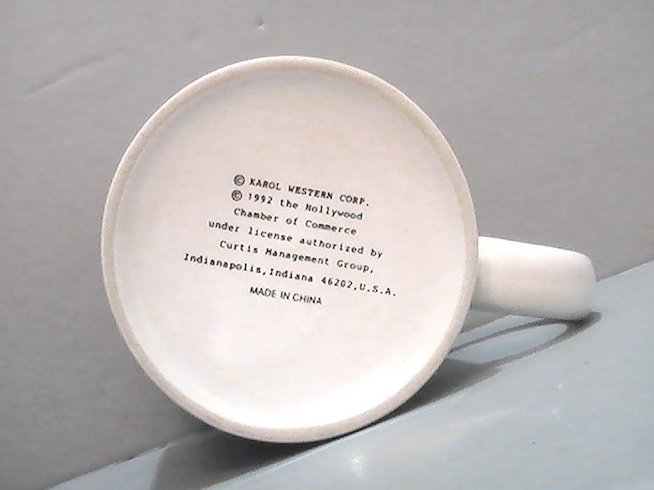 © KAROL WESTERN CORP.
© 1992 the Hollywood
Chamber of Commerce
under license authorized by
Curtis Management Group,
Indianapolis,Indiana 46202,U.S.A.
MADE IN CHINA